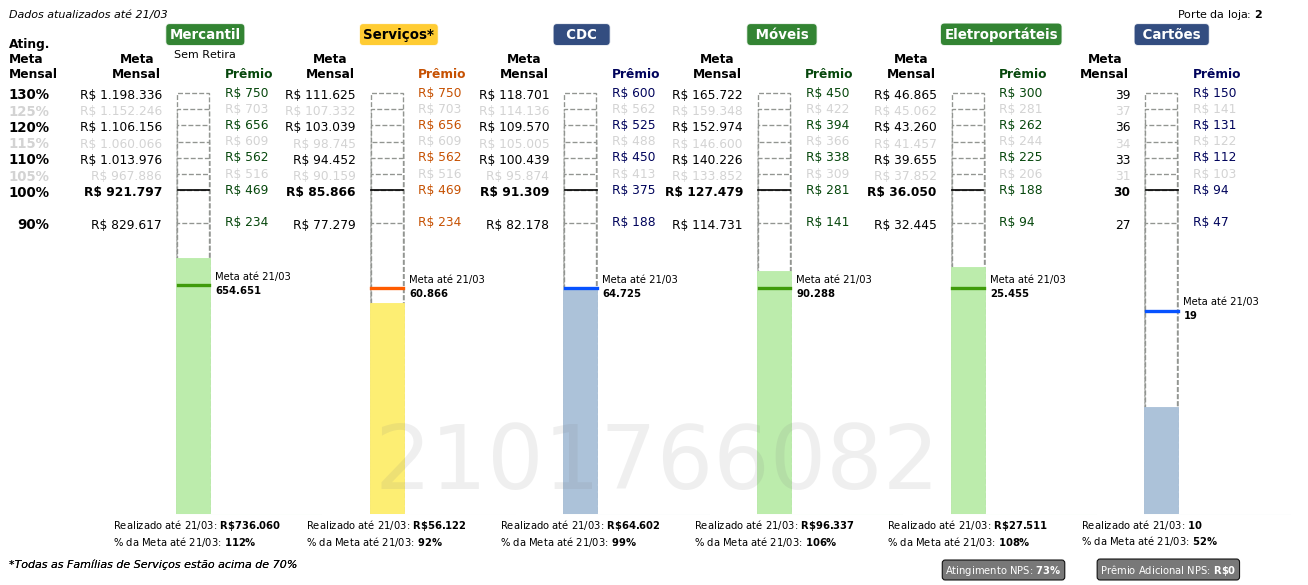 Dados atualizados até 21/03
Porte da loja: 2
Mercantil Serviços* CDC Móveis Eletroportáteis Cartões
Sem Retira
Ating. Meta Mensal
Meta Mensal Prêmio Meta Mensal Prêmio Meta Mensal Prêmio Meta Mensal Prêmio Meta Mensal Prêmio Meta Mensal Prêmio
130% R$ 1.198.336 R$ 750 R$ 111.625 R$ 750 R$ 118.701 R$ 600 R$ 165.722 R$ 450 R$ 46.865 R$ 300 39 R$ 150
125% R$ 1.152.246 R$ 703 R$ 107.332 R$ 703 R$ 114.136 R$ 562 R$ 159.348 R$ 422 R$ 45.062 R$ 281 37 R$ 141
120% R$ 1.106.156 R$ 656 R$ 103.039 R$ 656 R$ 109.570 R$ 525 R$ 152.974 R$ 394 R$ 43.260 R$ 262 36 R$ 131
115% R$ 1.060.066 R$ 609 R$ 98.745 R$ 609 R$ 105.005 R$ 488 R$ 146.600 R$ 366 R$ 41.457 R$ 244 34 R$ 122
110% R$ 1.013.976 R$ 562 R$ 94.452 R$ 562 R$ 100.439 R$ 450 R$ 140.226 R$ 338 R$ 39.655 R$ 225 33 R$ 112
105% R$ 967.886 R$ 516 R$ 90.159 R$ 516 R$ 95.874 R$ 413 R$ 133.852 R$ 309 R$ 37.852 R$ 206 31 R$ 103
100% R$ 921.797 R$ 469 R$ 85.866 R$ 469 R$ 91.309 R$ 375 R$ 127.479 R$ 281 R$ 36.050 R$ 188 30 R$ 94
90% R$ 829.617 R$ 234 R$ 77.279 R$ 234 R$ 82.178 R$ 188 R$ 114.731 R$ 141 R$ 32.445 R$ 94 27 R$ 47
Meta até 21/03 Meta até 21/03 Meta até 21/03 Meta até 21/03 Meta até 21/03 Meta até 21/03
654.651 60.866 64.725 90.288 25.455 19
2101766082
Realizado até 21/03: R$736.060 Realizado até 21/03: R$56.122 Realizado até 21/03: R$64.602 Realizado até 21/03: R$96.337 Realizado até 21/03: R$27.511 Realizado até 21/03: 10
% da Meta até 21/03: 112% % da Meta até 21/03: 92% % da Meta até 21/03: 99% % da Meta até 21/03: 106% % da Meta até 21/03: 108% % da Meta até 21/03: 52%
*Todas as Famílias de Serviços estão acima de 70%
Atingimento NPS: 73% Prêmio Adicional NPS: R$0